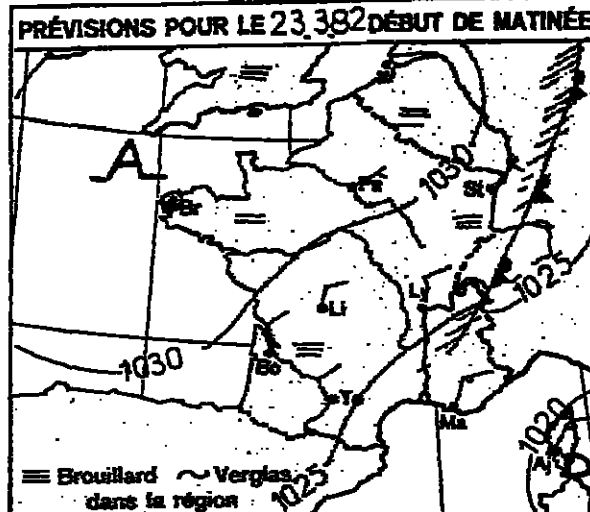 PRÉVISIONS POUR LE 23.3.82 DÉBUT DE MATINÉE
A
1030
St
Br
1025
Li
Ly
1030
Bo
To
Ma
1020
Aj
Brouillard Verglas
dans la région
1025